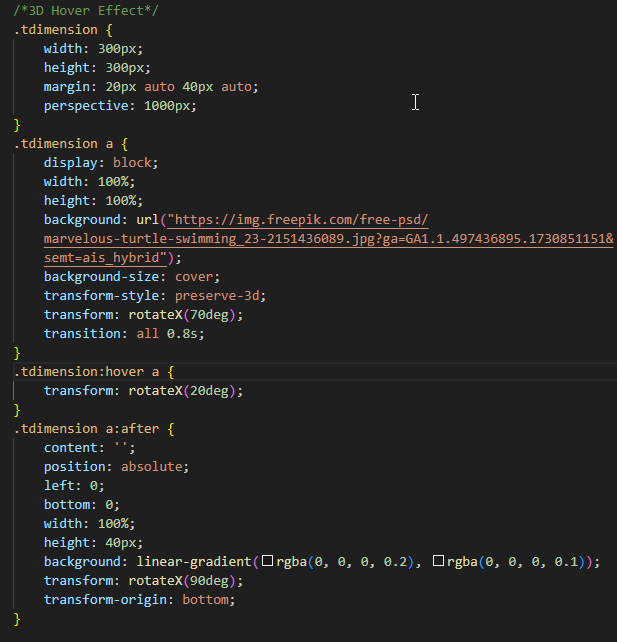 /*3D Hover Effect*/
.tdimension {
    width: 300px;
    height: 300px;
    margin: 20px auto 40px auto;
    perspective: 1000px;
}
.tdimension a {
    display: block;
    width: 100%;
    height: 100%;
    background: url("https://img.freepik.com/free-psd/
    marvelous-turtle-swimming_23-2151436089.jpg?ga=GA1.1.497436895.1730851151&
    semt=ais_hybrid");
    background-size: cover;
    transform-style: preserve-3d;
    transform: rotateX(70deg);
    transition: all 0.8s;
}
.tdimension:hover a {
    transform: rotateX(20deg);
}
.tdimension a:after {
    content: '';
    position: absolute;
    left: 0;
    bottom: 0;
    width: 100%;
    height: 40px;
    background: linear-gradient(rgba(0, 0, 0, 0.2), rgba(0, 0, 0, 0.1));
    transform: rotateX(90deg);
    transform-origin: bottom;
}